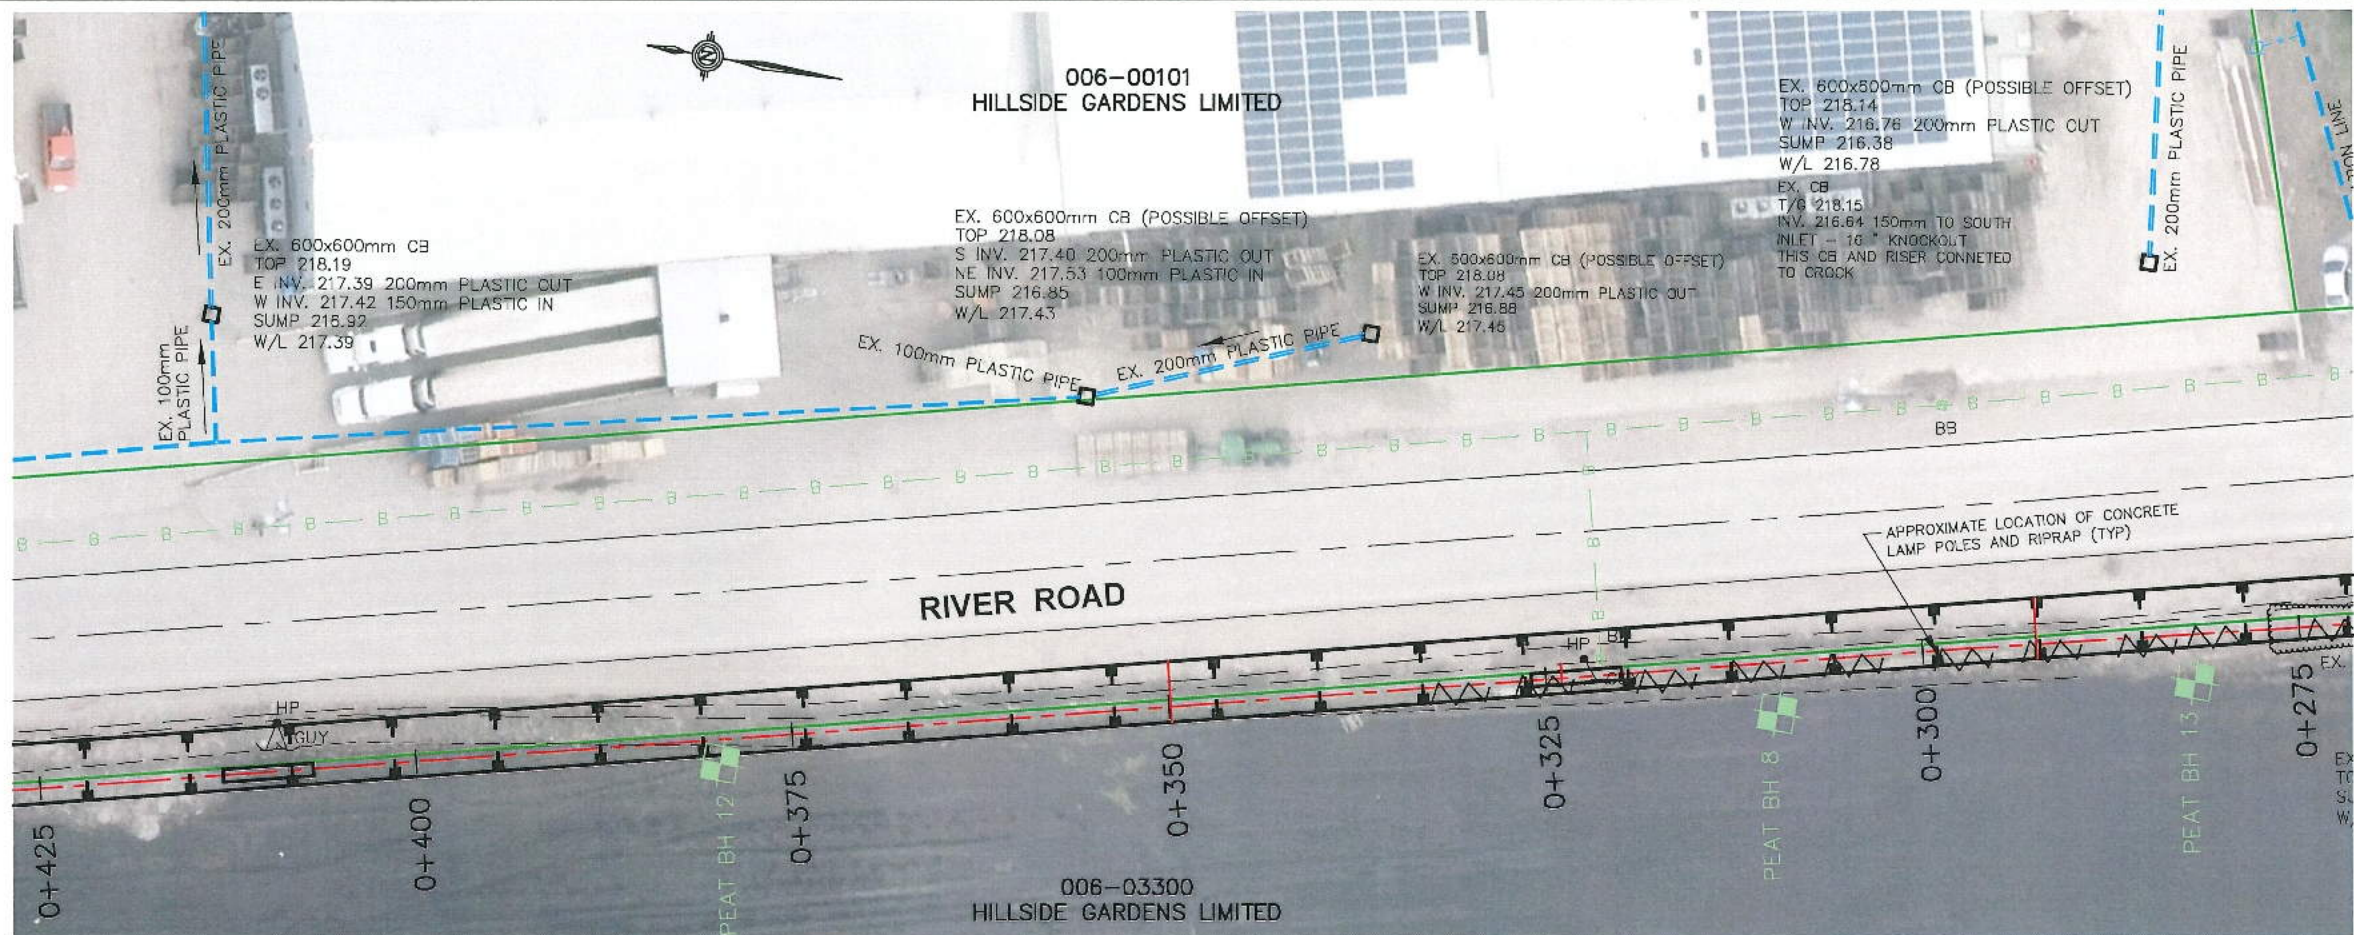 006-00101
HILLSIDE GARDENS LIMITED
EX. 200mm PLASTIC PIPE
EX. 600x600mm CB
TOP 218.19
E INV. 217.39 200mm PLASTIC OUT
W INV. 217.42 150mm PLASTIC IN
SUMP 216.92
W/L 217.39
EX. 100mm
PLASTIC PIPE
EX. 600x600mm CB (POSSIBLE OFFSET)
TOP 218.08
S INV. 217.40 200mm PLASTIC OUT
NE INV. 217.53 100mm PLASTIC IN
SUMP 216.85
W/L 217.43
EX. 100mm PLASTIC PIPE
EX. 200mm PLASTIC PIPE
EX. 600x600mm CB (POSSIBLE OFFSET)
TOP 218.08
W INV. 217.45 200mm PLASTIC OUT
SUMP 216.88
W/L 217.46
EX. 600x600mm CB (POSSIBLE OFFSET)
TOP 218.14
W INV. 216.76 200mm PLASTIC OUT
SUMP 216.38
W/L 216.78
EX. CB
T/G 218.15
INV. 216.64 150mm TO SOUTH
INLET - 16 " KNOCKOUT
THIS CB AND RISER CONNETED
TO CROCK
EX. 200mm PLASTIC PIPE
ION LINE
B B B B B B B B B B B B B B B B B B B B B B B B B B B B B B B B B
BB
APPROXIMATE LOCATION OF CONCRETE
LAMP POLES AND RIPRAP (TYP)
RIVER ROAD
HP
GUY
HP
B
EX.
0+425
0+400
0+375
0+350
0+325
0+300
0+275
PEAT BH 12
PEAT BH 8
PEAT BH 13
006-03300
HILLSIDE GARDENS LIMITED